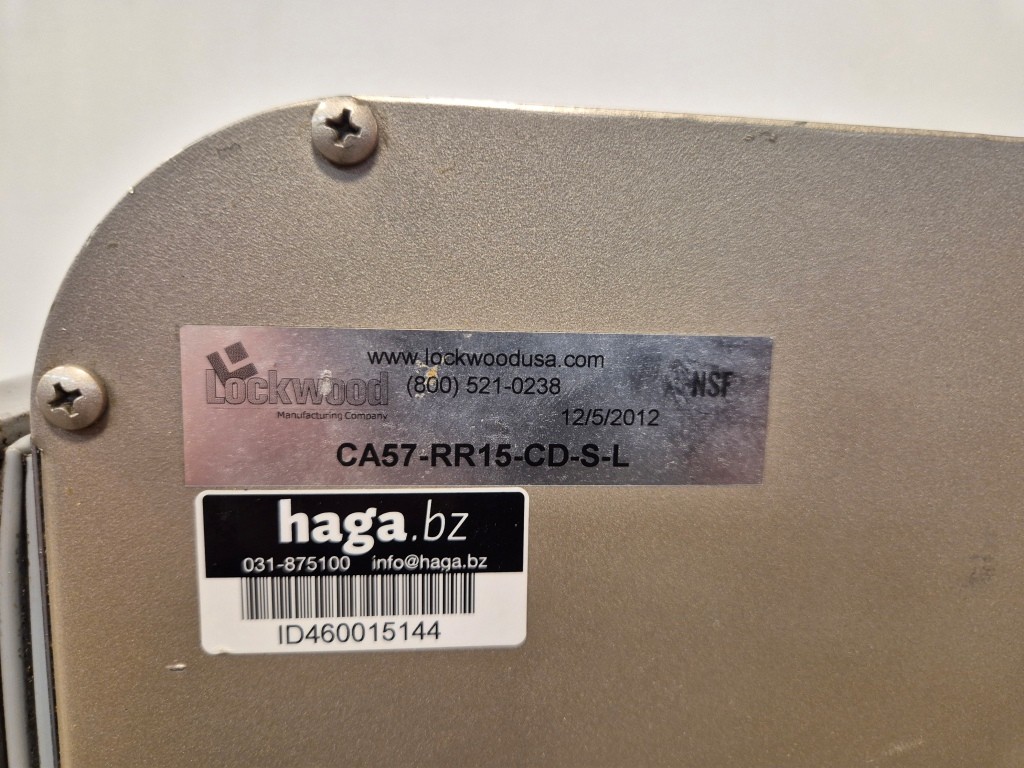 www.lockwoodusa.com
Lockwood
(800) 521-0238
NSF
Manufacturing Company
12/5/2012
CA57-RR15-CD-S-L
haga.bz
031-875100 info@haga.bz
ID460015144